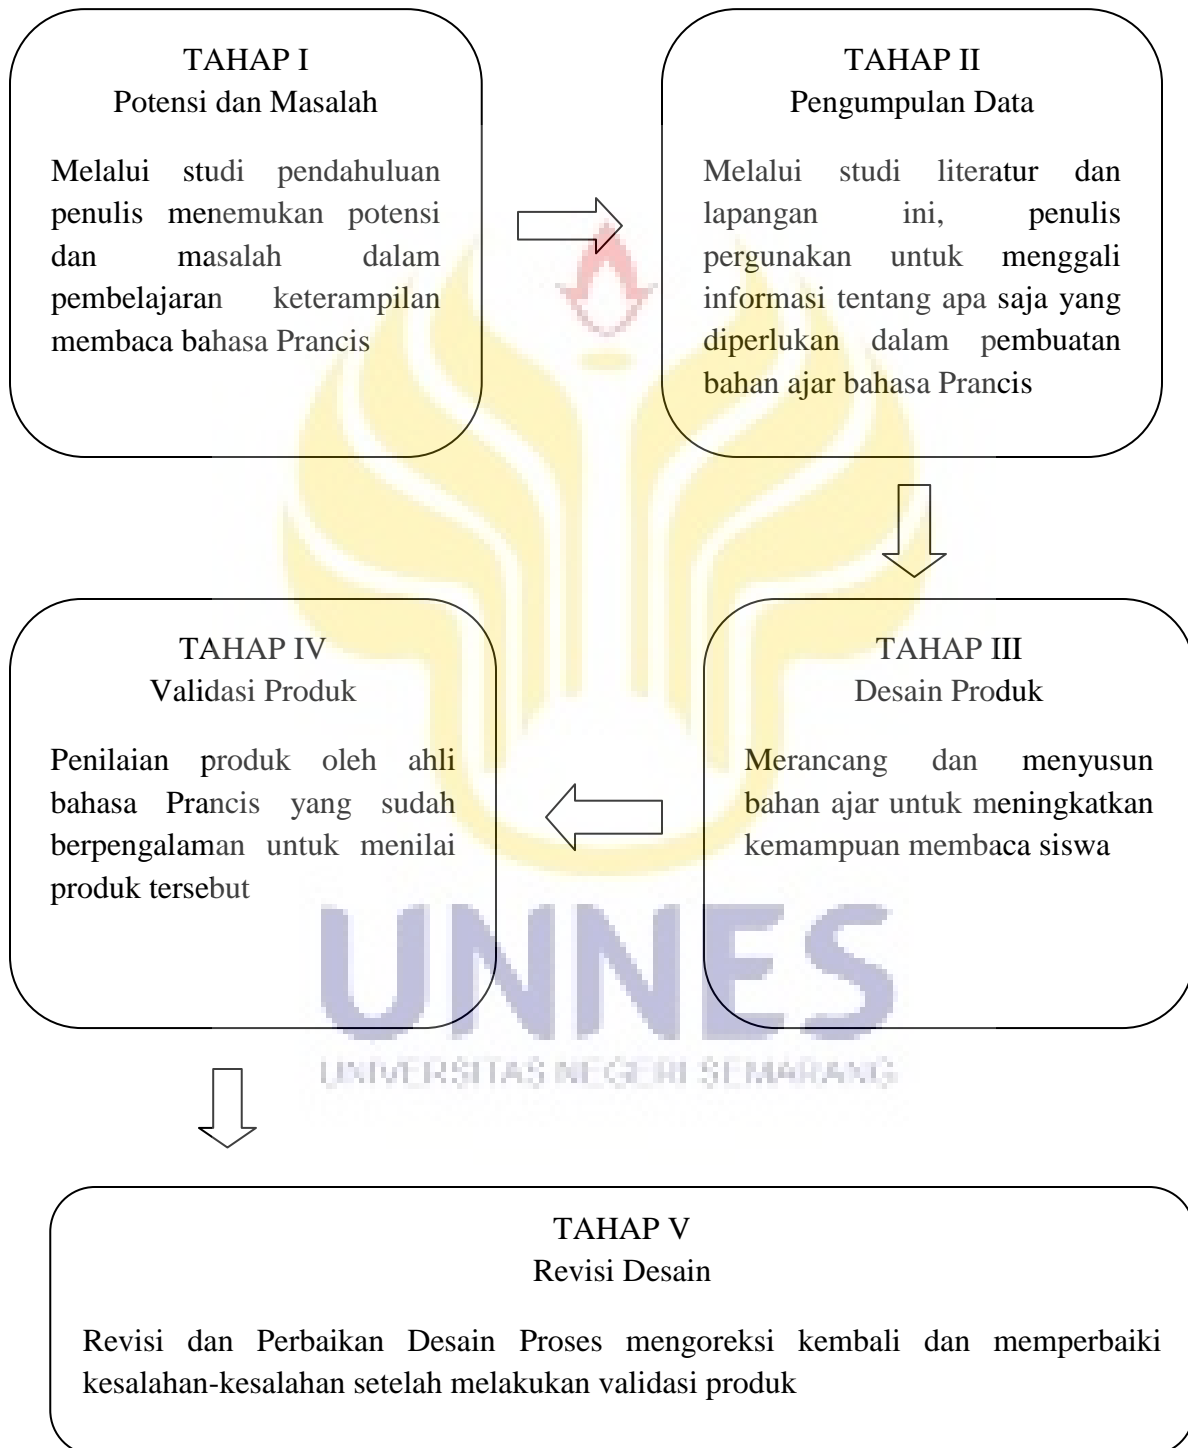 TAHAP I
Potensi dan Masalah
Melalui studi pendahuluan
penulis menemukan potensi
dan masalah dalam
pembelajaran keterampilan
membaca bahasa Prancis
TAHAP II
Pengumpulan Data
Melalui studi literatur dan
lapangan ini, penulis
pergunakan untuk menggali
informasi tentang apa saja yang
diperlukan dalam pembuatan
bahan ajar bahasa Prancis
TAHAP III
Desain Produk
Merancang dan menyusun
bahan ajar untuk meningkatkan
kemampuan membaca siswa
TAHAP IV
Validasi Produk
Penilaian produk oleh ahli
bahasa Prancis yang sudah
berpengalaman untuk menilai
produk tersebut
UNNES
UNIVERSITAS NEGERI SEMARANG
TAHAP V
Revisi Desain
Revisi dan Perbaikan Desain Proses mengoreksi kembali dan memperbaiki
kesalahan-kesalahan setelah melakukan validasi produk